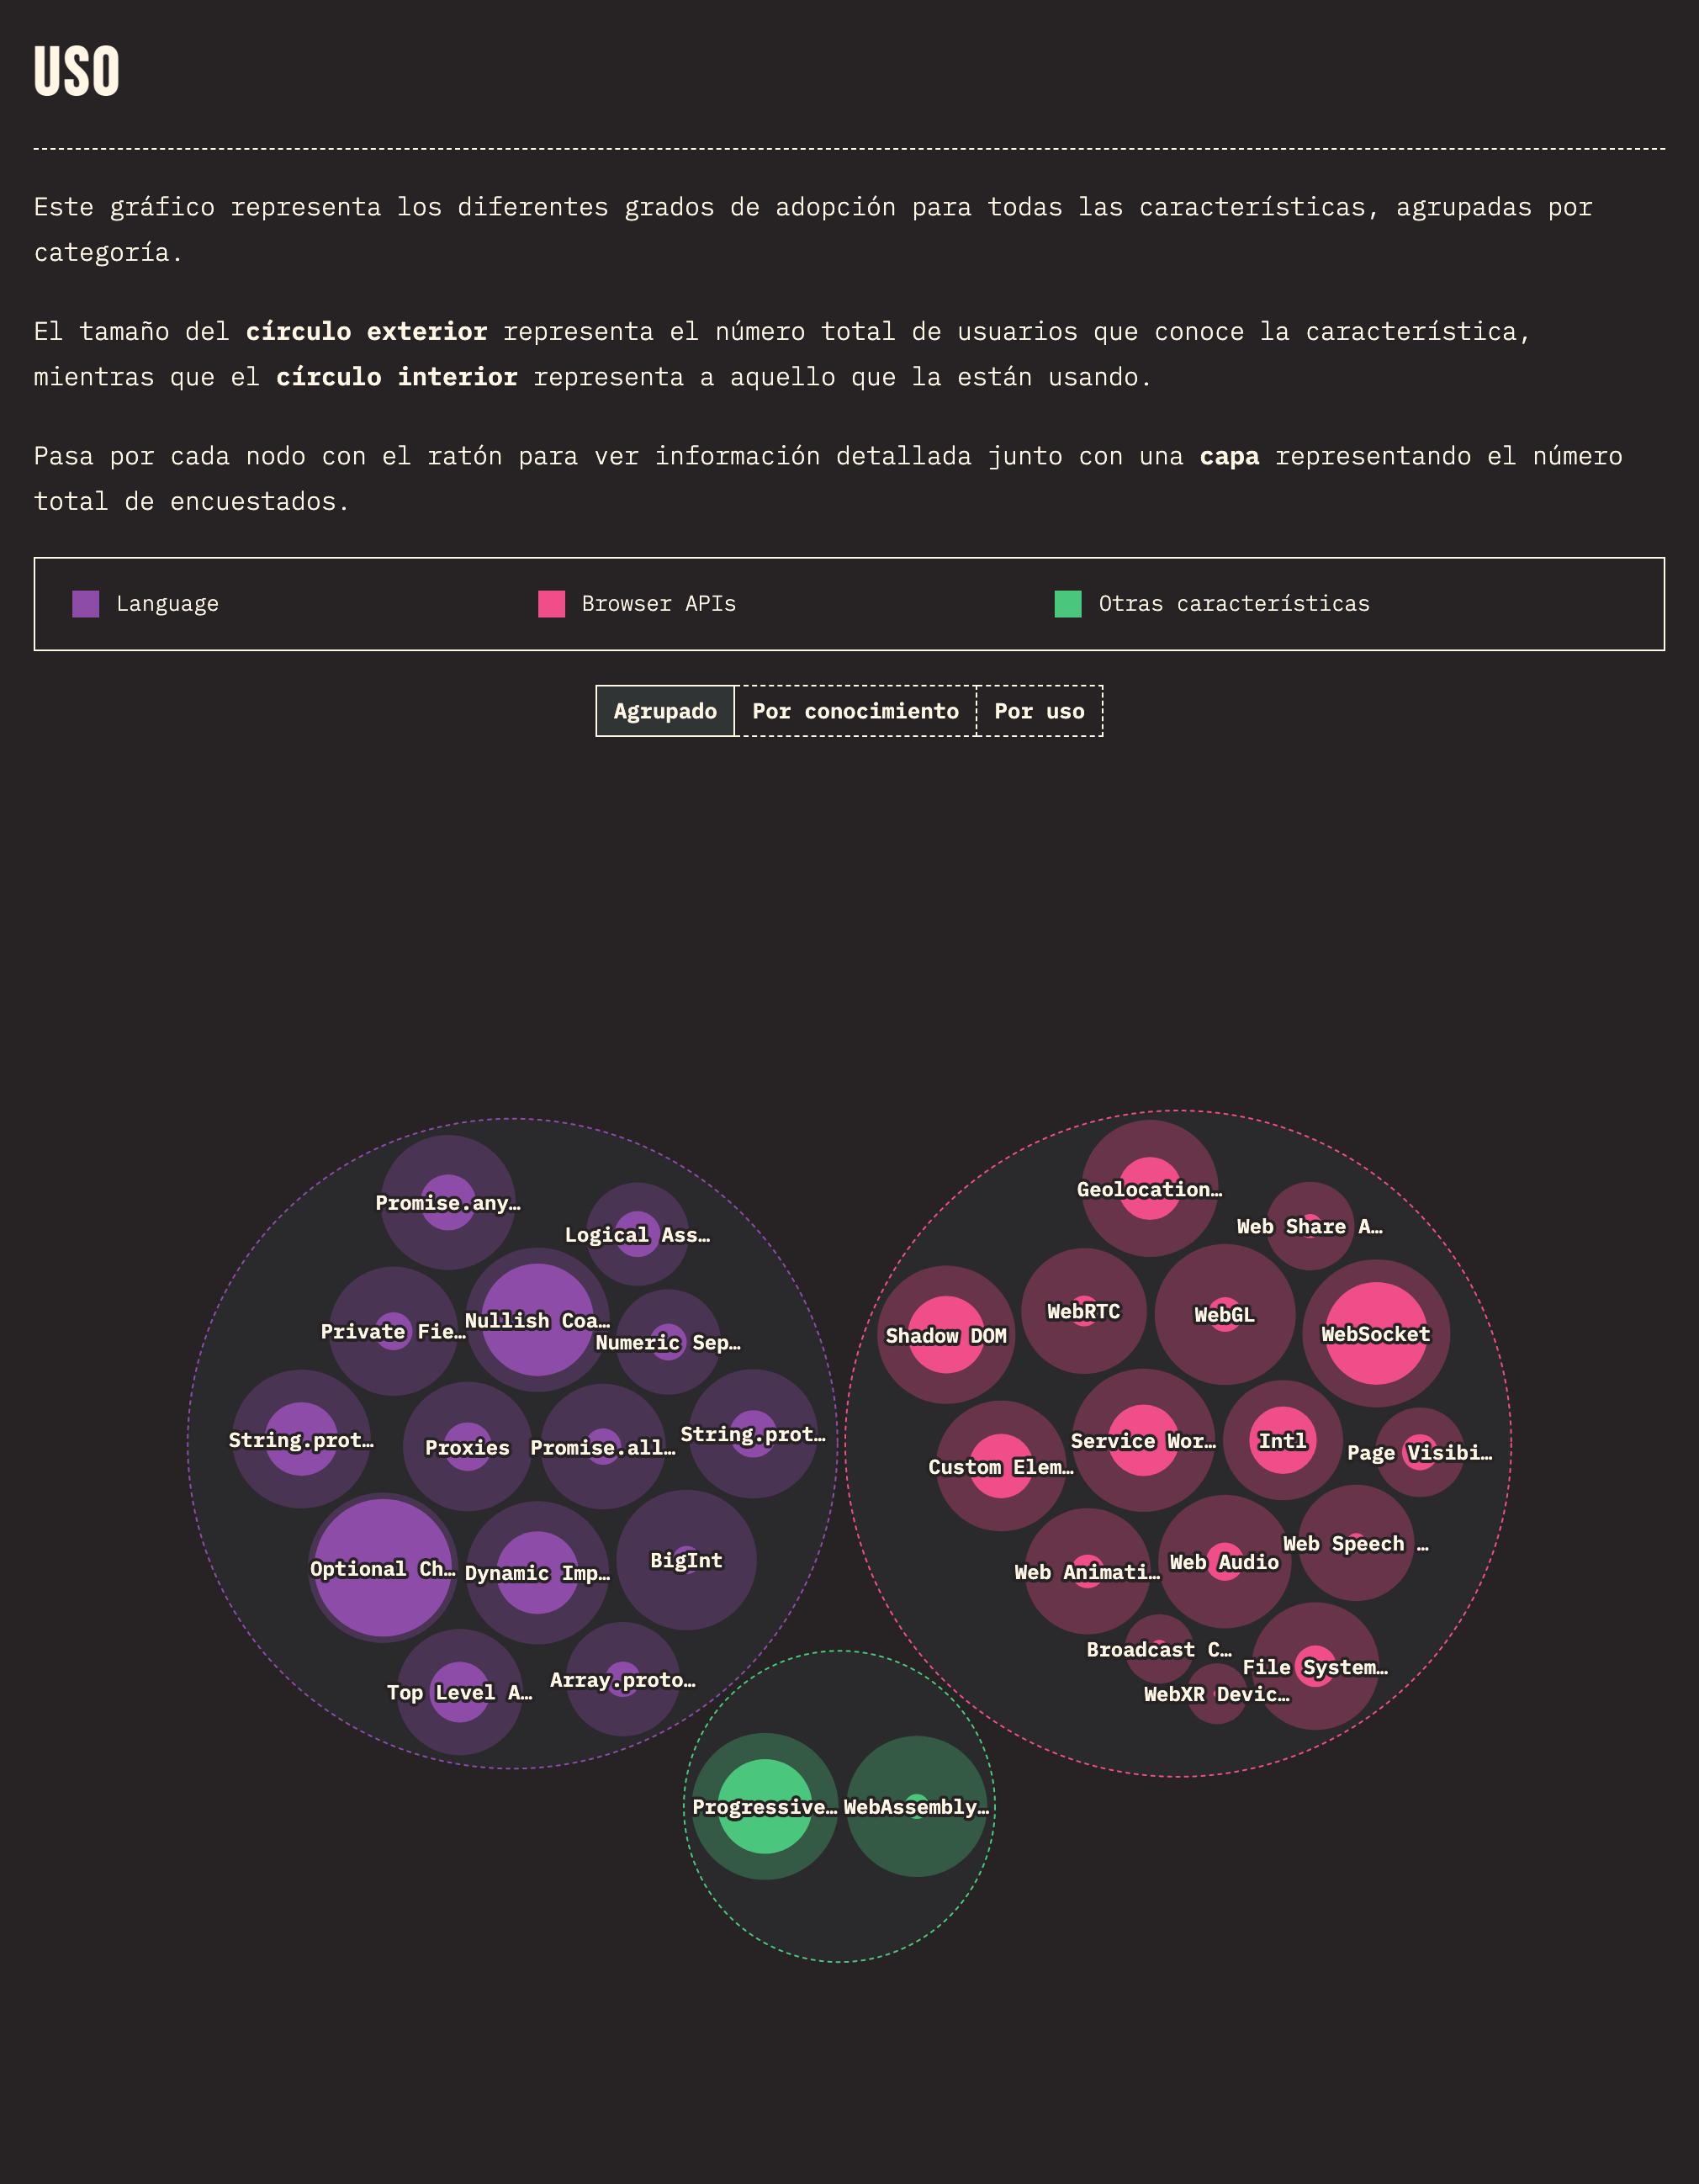 USO
Este gráfico representa los diferentes grados de adopción para todas las características, agrupadas por
categoría.
El tamaño del círculo exterior representa el número total de usuarios que conoce la característica,
mientras que el círculo interior representa a aquello que la están usando.
Pasa por cada nodo con el ratón para ver información detallada junto con una capa representando el número
total de encuestados.
Language
Browser APIs
Otras características
Agrupado
Por conocimiento
Por uso
Promise.any…
Logical Ass…
Private Fie…
Nullish Coa…
Numeric Sep…
String.prot…
Proxies
Promise.all…
String.prot…
Optional Ch…
Dynamic Imp…
BigInt
Top Level A…
Array.proto…
Geolocation…
Web Share A…
Shadow DOM
WebRTC
WebGL
WebSocket
Custom Elem…
Service Wor…
Intl
Page Visibi…
Web Animati…
Web Audio
Web Speech …
Broadcast C…
File System…
WebXR Devic…
Progressive…
WebAssembly…